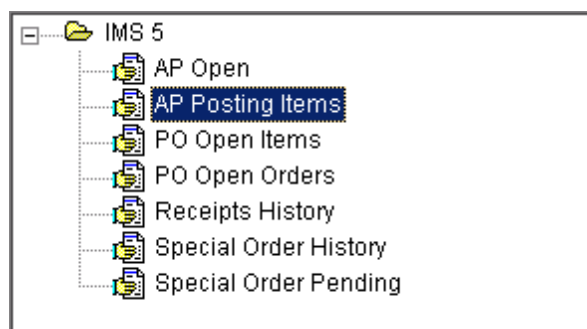 IMS 5
AP Open
AP Posting Items
PO Open Items
PO Open Orders
Receipts History
Special Order History
Special Order Pending